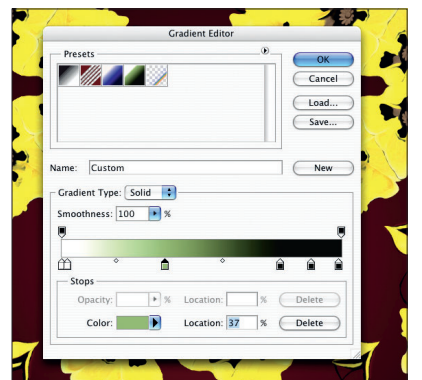 Gradient Editor
Presets
OK
Cancel
Load...
Save...
Name: Custom
New
Gradient Type: Solid
Smoothness: 100 %
Stops
Opacity: % Location: % Delete
Color: Location: 37 % Delete